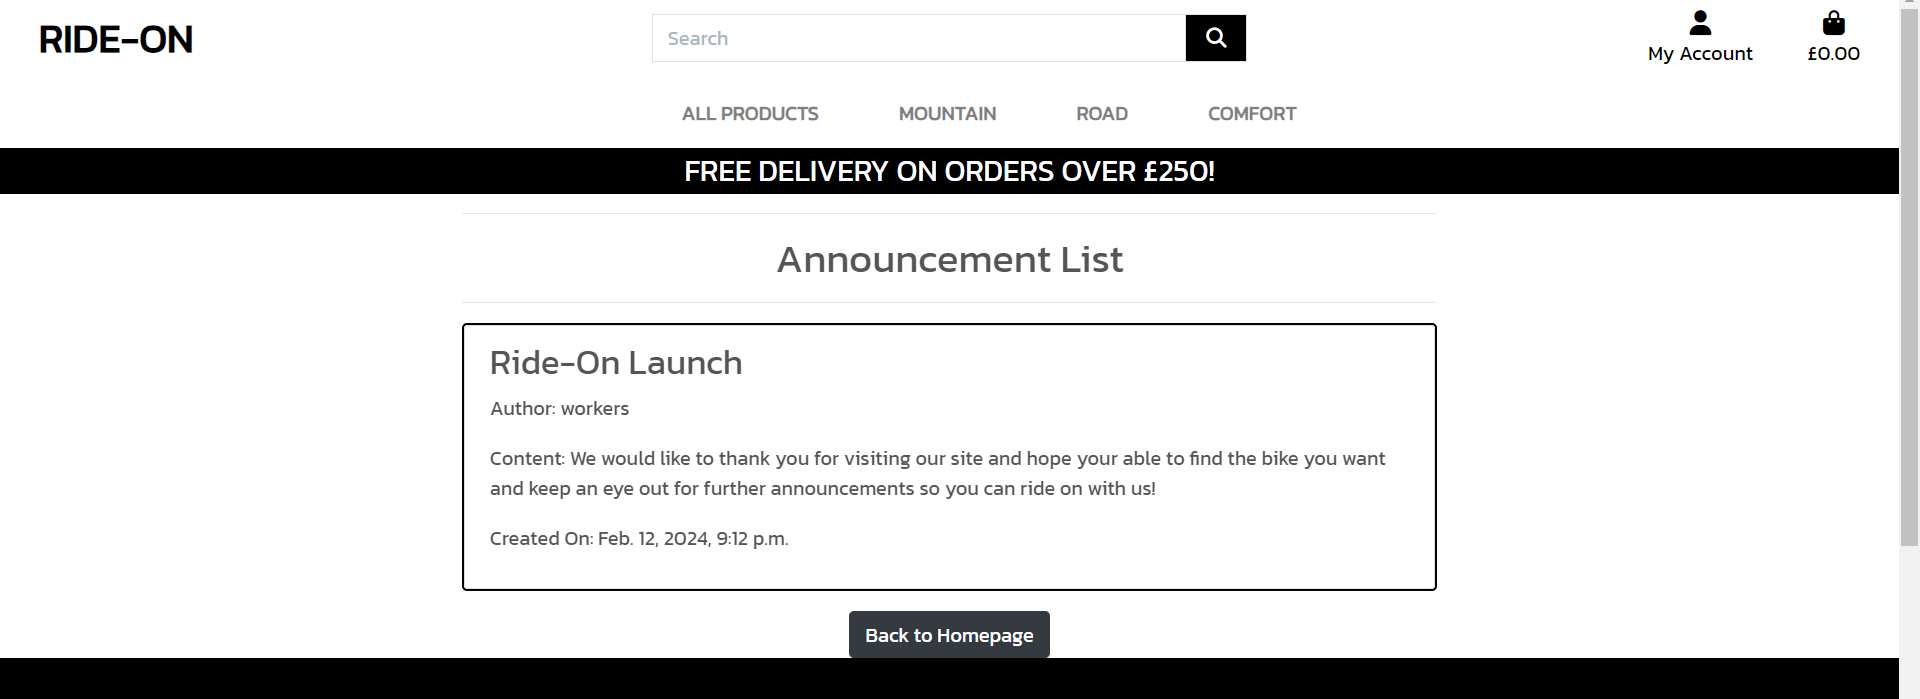 RIDE-ON
Search
My Account
£0.00
ALL PRODUCTS
MOUNTAIN
ROAD
COMFORT
FREE DELIVERY ON ORDERS OVER £250!
Announcement List
Ride-On Launch
Author: workers
Content: We would like to thank you for visiting our site and hope your able to find the bike you want
and keep an eye out for further announcements so you can ride on with us!
Created On: Feb. 12, 2024, 9:12 p.m.
Back to Homepage